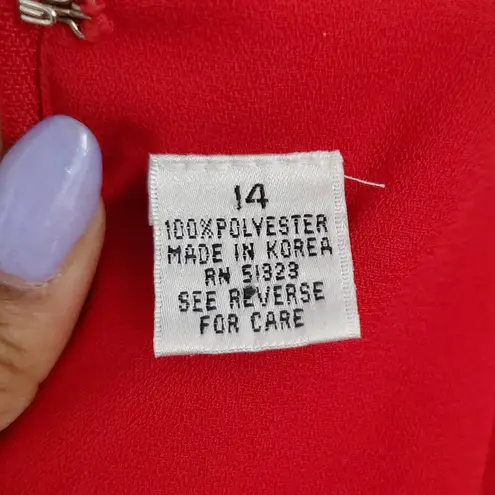 14
100%POLYESTER
MADE IN KOREA
RN 51323
SEE REVERSE
FOR CARE